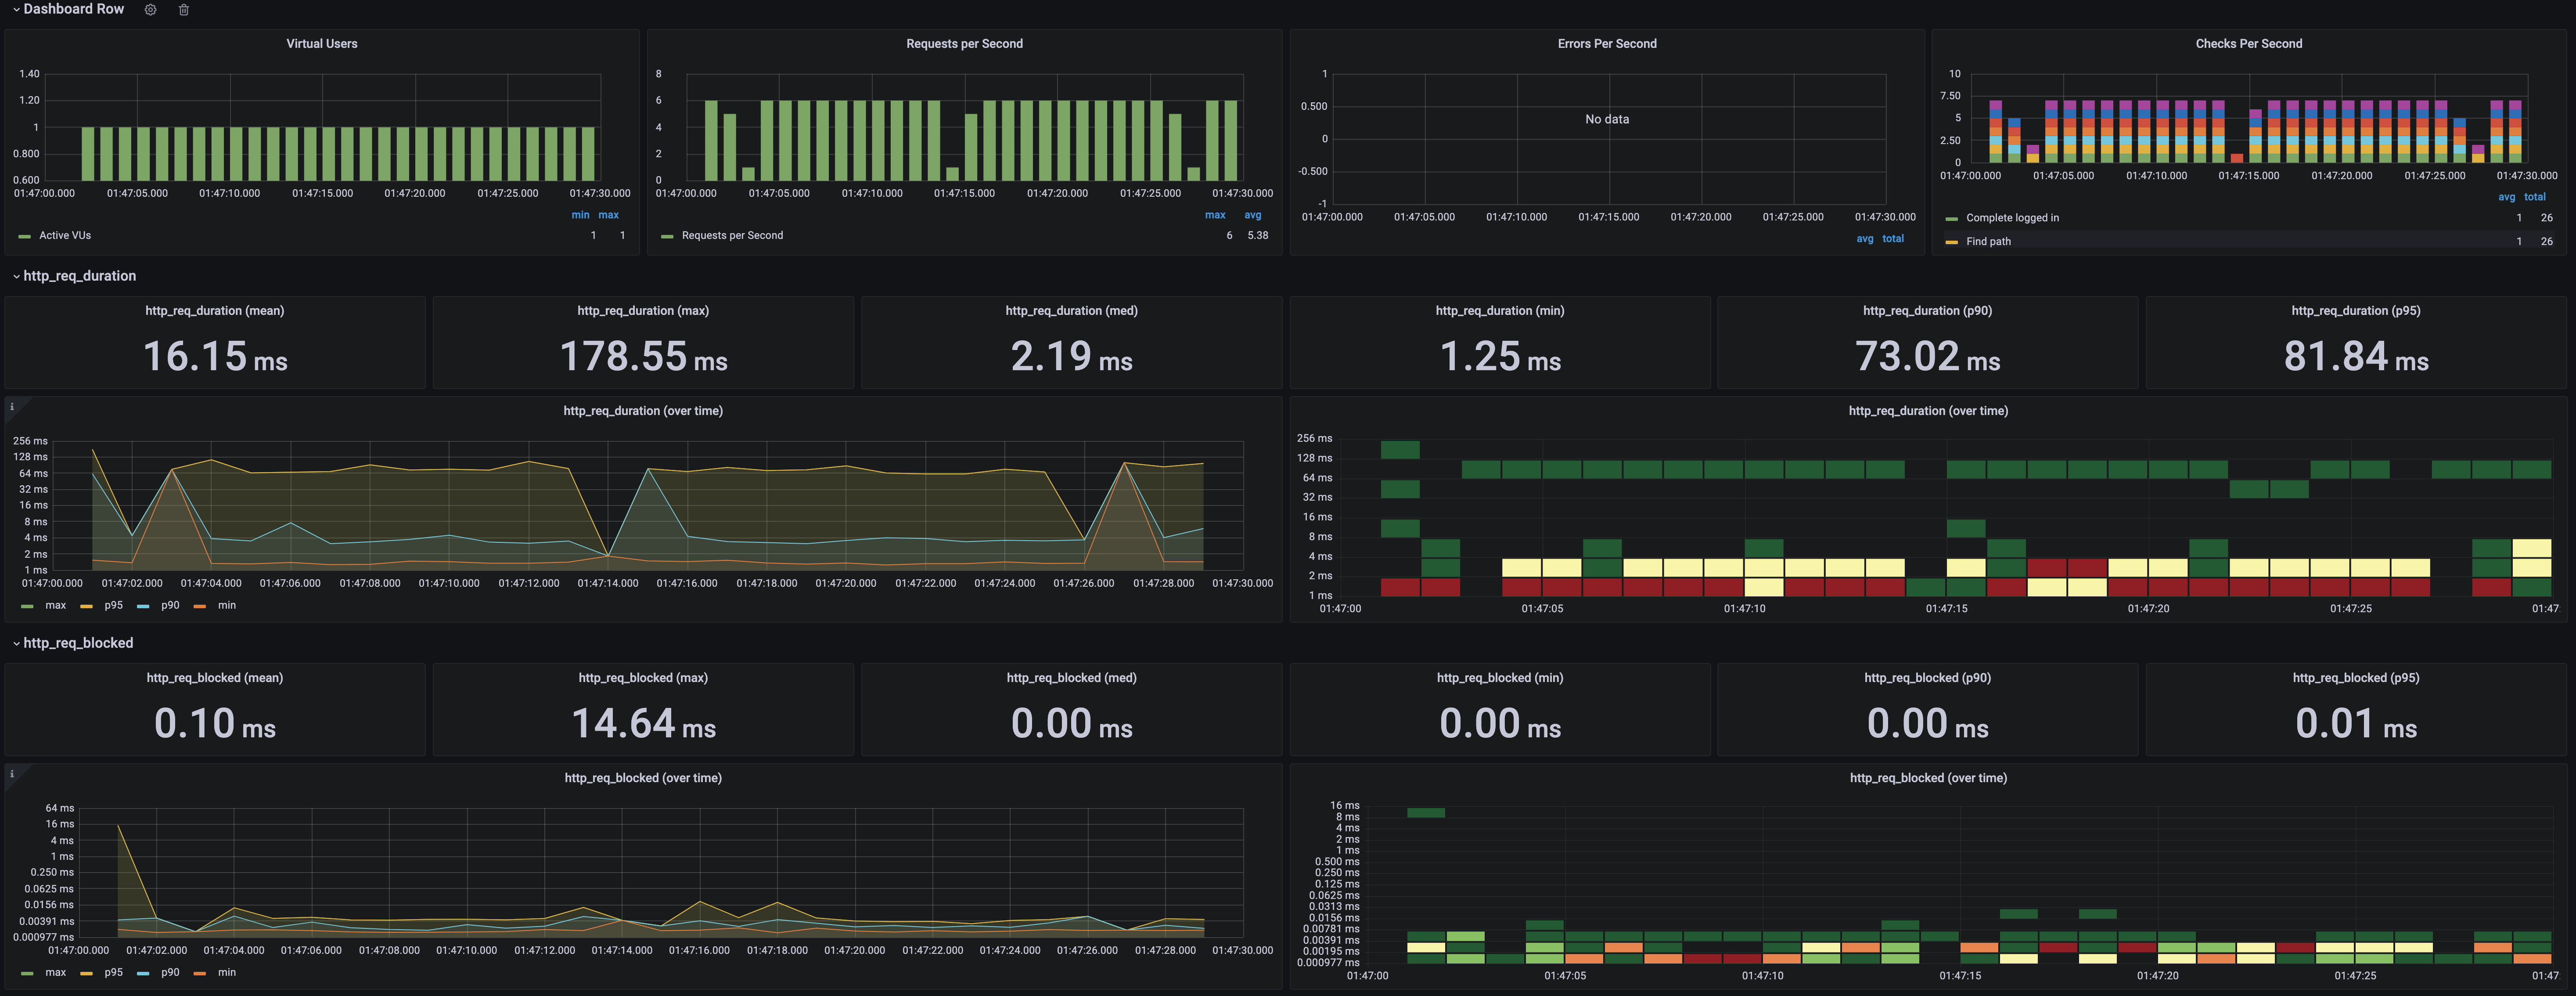 Dashboard Row
Virtual Users
1.40
1.20
1
0.800
0.600
01:47:00.000 01:47:05.000 01:47:10.000 01:47:15.000 01:47:20.000 01:47:25.000 01:47:30.000
min max
Active VUs 1 1
Requests per Second
8
6
4
2
0
01:47:00.000 01:47:05.000 01:47:10.000 01:47:15.000 01:47:20.000 01:47:25.000 01:47:30.000
max avg
Requests per Second 6 5.38
Errors Per Second
1
0.500
0
-0.500
-1
No data
01:47:00.000 01:47:05.000 01:47:10.000 01:47:15.000 01:47:20.000 01:47:25.000 01:47:30.000
avg total
Checks Per Second
10
7.50
5
2.50
0
01:47:00.000 01:47:05.000 01:47:10.000 01:47:15.000 01:47:20.000 01:47:25.000 01:47:30.000
avg total
Complete logged in 1 26
Find path 1 26
http_req_duration
http_req_duration (mean)
16.15 ms
http_req_duration (max)
178.55 ms
http_req_duration (med)
2.19 ms
http_req_duration (min)
1.25 ms
http_req_duration (p90)
73.02 ms
http_req_duration (p95)
81.84 ms
i
http_req_duration (over time)
256 ms
128 ms
64 ms
32 ms
16 ms
8 ms
4 ms
2 ms
1 ms
01:47:00.000 01:47:02.000 01:47:04.000 01:47:06.000 01:47:08.000 01:47:10.000 01:47:12.000 01:47:14.000 01:47:16.000 01:47:18.000 01:47:20.000 01:47:22.000 01:47:24.000 01:47:26.000 01:47:28.000 01:47:30.000
max p95 p90 min
http_req_duration (over time)
256 ms
128 ms
64 ms
32 ms
16 ms
8 ms
4 ms
2 ms
1 ms
01:47:00 01:47:05 01:47:10 01:47:15 01:47:20 01:47:25 01:47
http_req_blocked
http_req_blocked (mean)
0.10 ms
http_req_blocked (max)
14.64 ms
http_req_blocked (med)
0.00 ms
http_req_blocked (min)
0.00 ms
http_req_blocked (p90)
0.00 ms
http_req_blocked (p95)
0.01 ms
i
http_req_blocked (over time)
64 ms
16 ms
4 ms
1 ms
0.250 ms
0.0625 ms
0.0156 ms
0.00391 ms
0.000977 ms
01:47:00.000 01:47:02.000 01:47:04.000 01:47:06.000 01:47:08.000 01:47:10.000 01:47:12.000 01:47:14.000 01:47:16.000 01:47:18.000 01:47:20.000 01:47:22.000 01:47:24.000 01:47:26.000 01:47:28.000 01:47:30.000
max p95 p90 min
http_req_blocked (over time)
16 ms
8 ms
4 ms
2 ms
1 ms
0.500 ms
0.250 ms
0.125 ms
0.0625 ms
0.0313 ms
0.0156 ms
0.00781 ms
0.00391 ms
0.00195 ms
0.000977 ms
01:47:00 01:47:05 01:47:10 01:47:15 01:47:20 01:47:25 01:47